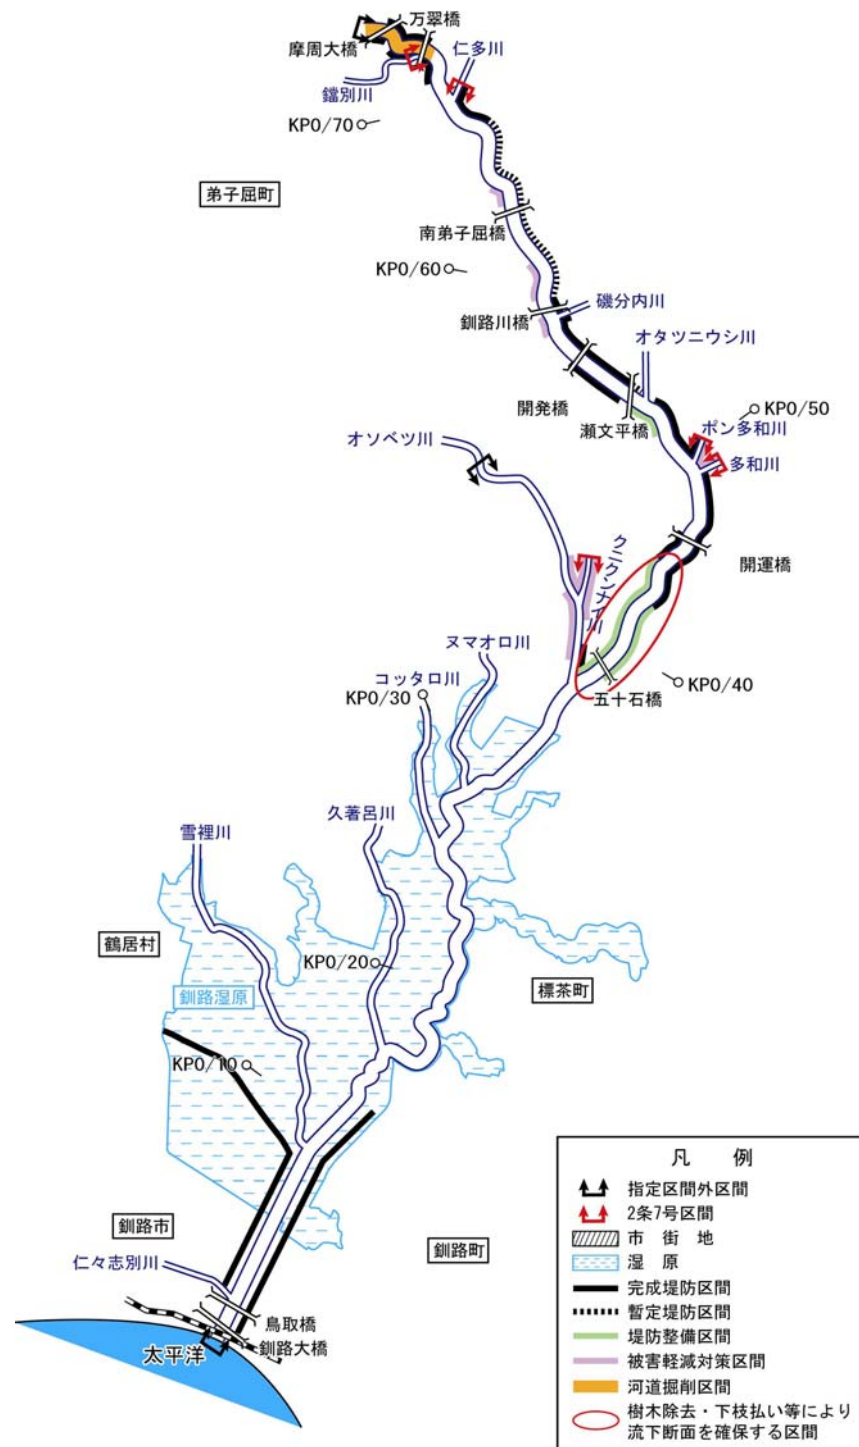 万翠橋
摩周大橋
仁多川
鐺別川
KP0/70
弟子屈町
南弟子屈橋
KP0/60
磯分内川
釧路川橋
オタツニウシ川
開発橋
KP0/50
瀬文平橋
ポン多和川
オソベツ川
多和川
クニクンナイ川
開運橋
ヌマオロ川
コッタロ川
KP0/30
KP0/40
五十石橋
久著呂川
雪裡川
鶴居村
KP0/20
標茶町
釧路湿原
KP0/10
釧路市
釧路町
仁々志別川
鳥取橋
釧路大橋
太平洋
凡 例
指定区間外区間
2条7号区間
市 街 地
湿 原
完成堤防区間
暫定堤防区間
堤防整備区間
被害軽減対策区間
河道掘削区間
樹木除去・下枝払い等により
流下断面を確保する区間